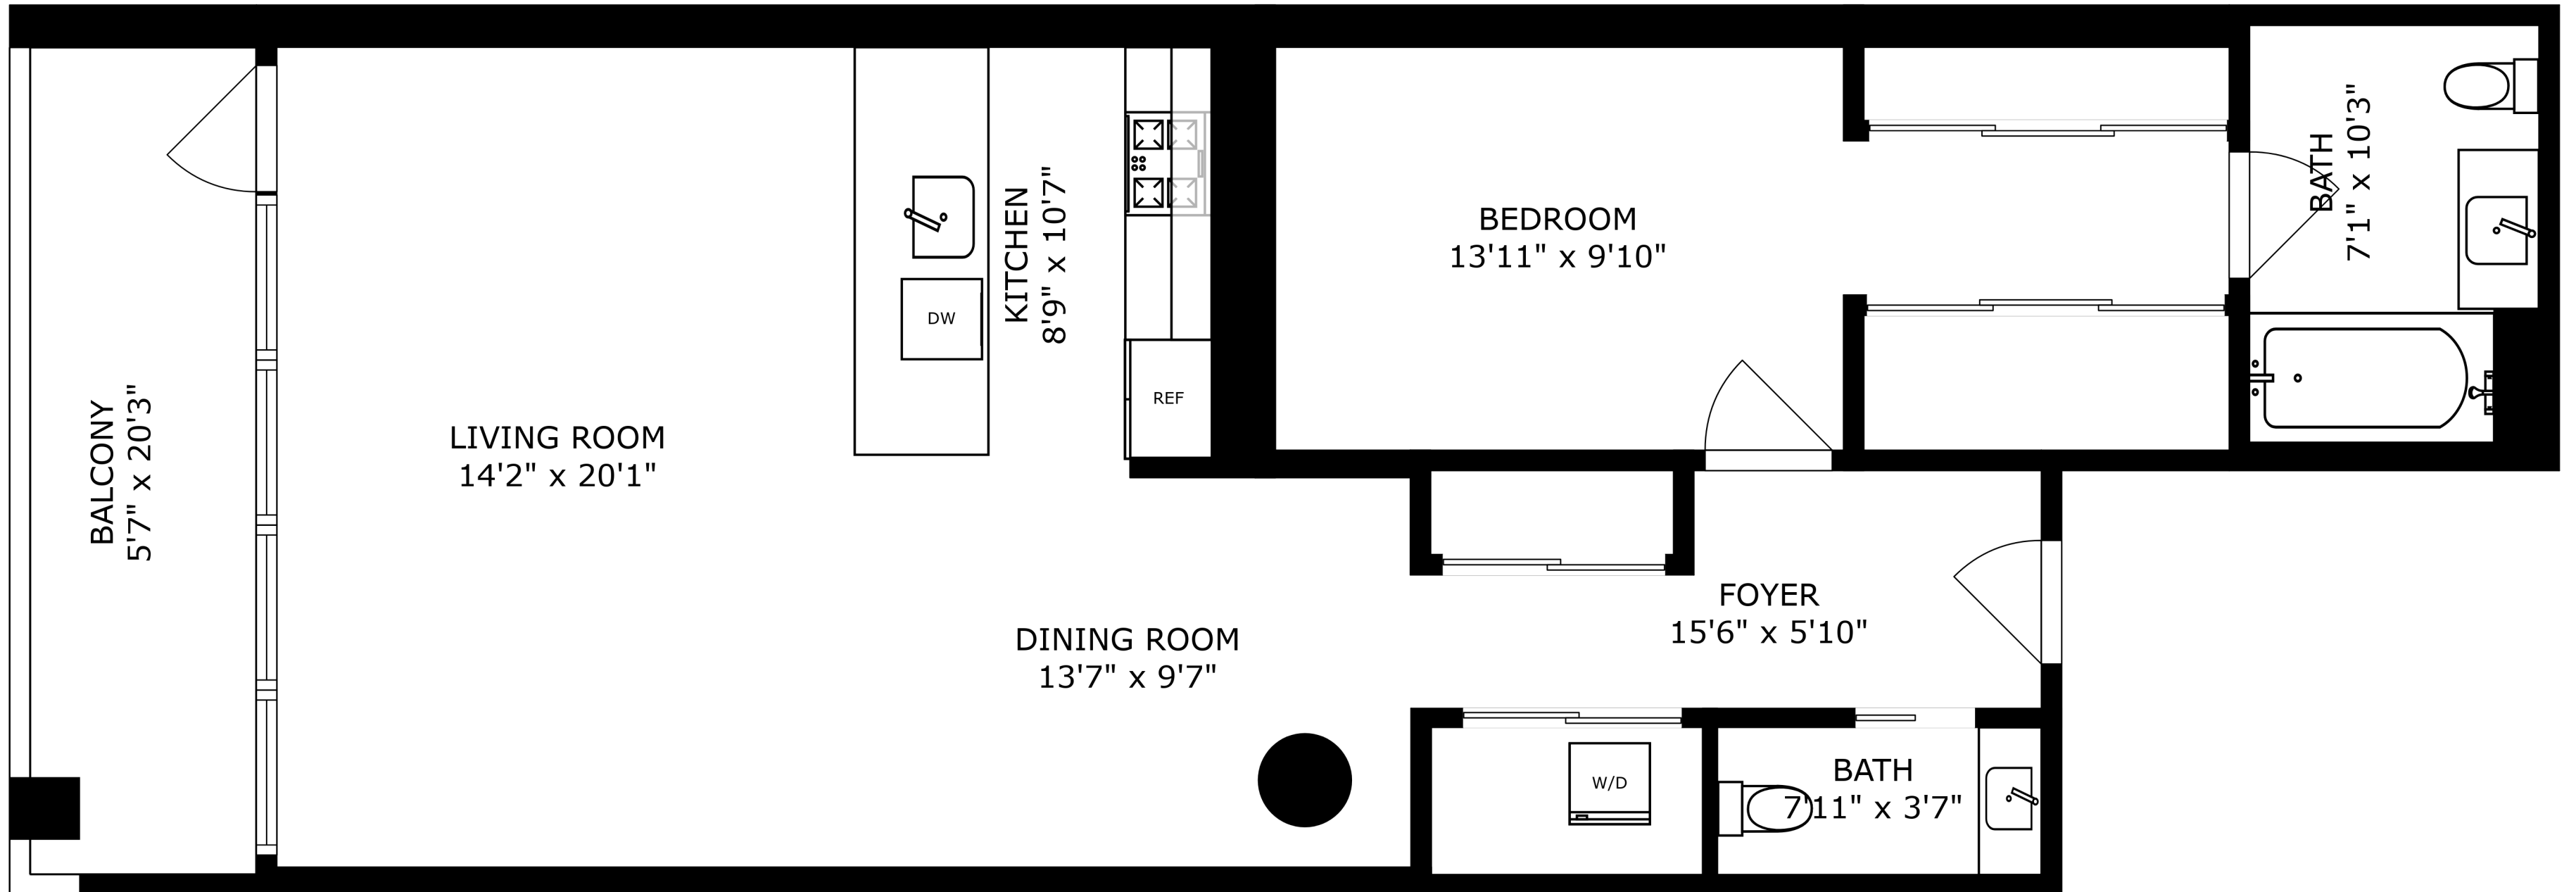 BALCONY
5'7" x 20'3"
LIVING ROOM
14'2" x 20'1"
DW
KITCHEN
8'9" x 10'7"
REF
DINING ROOM
13'7" x 9'7"
BEDROOM
13'11" x 9'10"
BATH
7'1" x 10'3"
FOYER
15'6" x 5'10"
W/D
BATH
7'11" x 3'7"